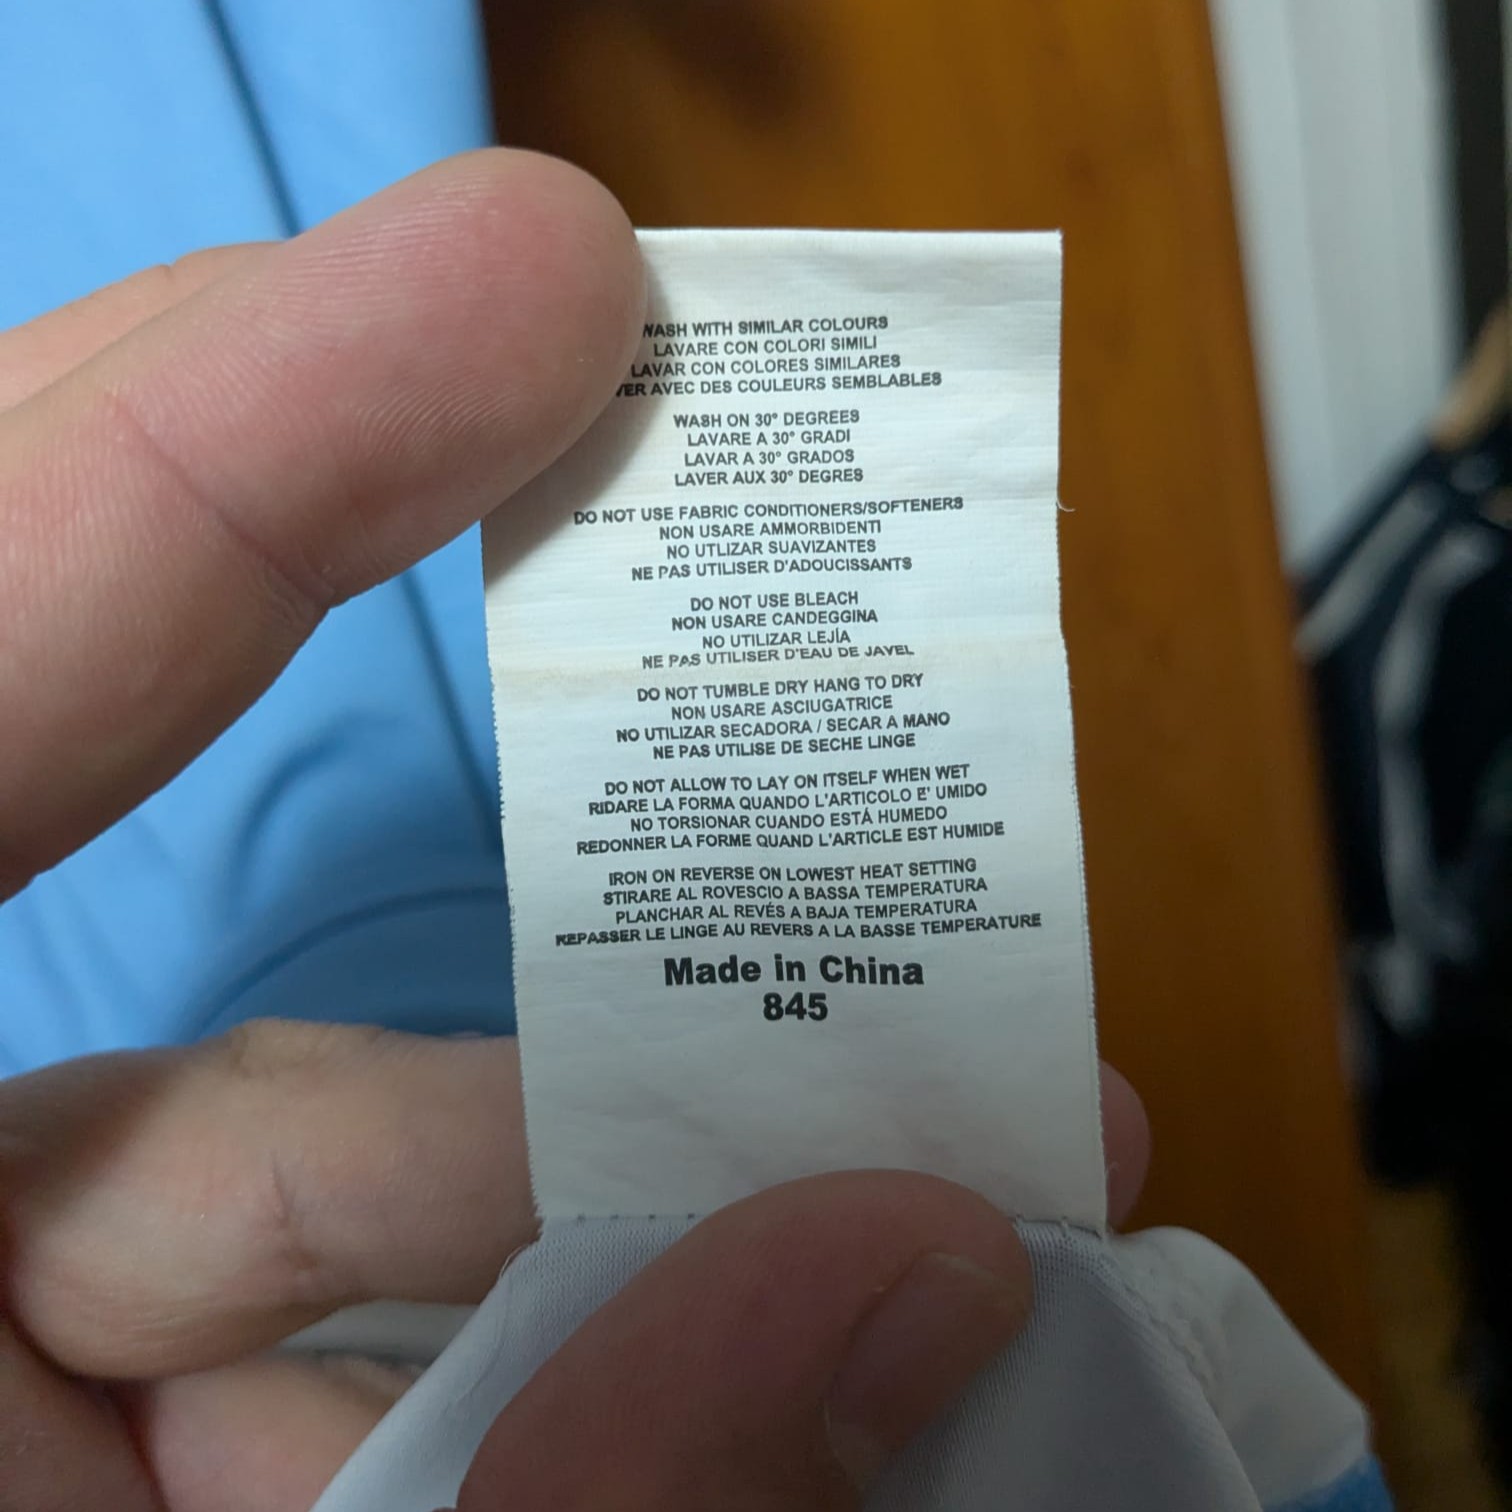 WASH WITH SIMILAR COLOURS
LAVARE CON COLORI SIMILI
LAVAR CON COLORES SIMILARES
AVEC DES COULEURS SEMBLABLES
WASH ON 30° DEGREES
LAVARE A 30° GRADI
LAVAR A 30° GRADOS
LAVER AUX 30° DEGRES
DO NOT USE FABRIC CONDITIONERS/SOFTENERS
NON USARE AMMORBIDENTI
NO UTLIZAR SUAVIZANTES
NE PAS UTILISER D'ADOUCISSANTS
DO NOT USE BLEACH
NON USARE CANDEGGINA
NO UTILIZAR LEJÍA
NE PAS UTILISER D'EAU DE JAVEL
DO NOT TUMBLE DRY HANG TO DRY
NON USARE ASCIUGATRICE
NO UTILIZAR SECADORA / SECAR A MANO
NE PAS UTILISE DE SECHE LINGE
DO NOT ALLOW TO LAY ON ITSELF WHEN WET
RIDARE LA FORMA QUANDO L'ARTICOLO E' UMIDO
NO TORSIONAR CUANDO ESTÁ HUMEDO
REDONNER LA FORME QUAND L'ARTICLE EST HUMIDE
IRON ON REVERSE ON LOWEST HEAT SETTING
STIRARE AL ROVESCIO A BASSA TEMPERATURA
PLANCHAR AL REVÉS A BAJA TEMPERATURA
REPASSER LE LINGE AU REVERS A LA BASSE TEMPERATURE
Made in China
845